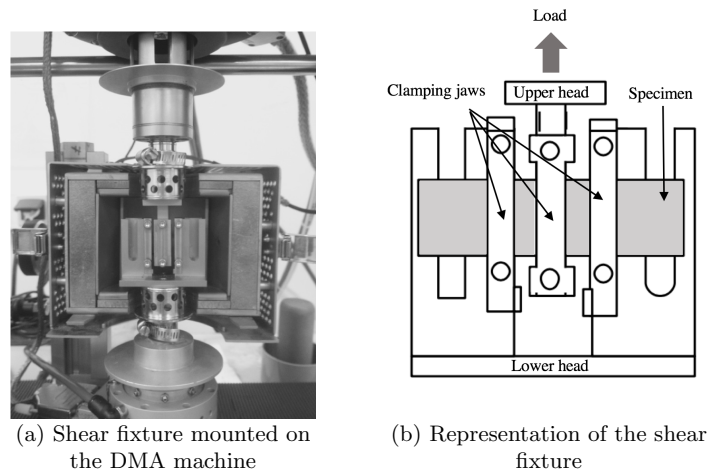 Load
Clamping jaws
Upper head
Specimen
Lower head
(a) Shear fixture mounted on
the DMA machine
(b) Representation of the shear
fixture